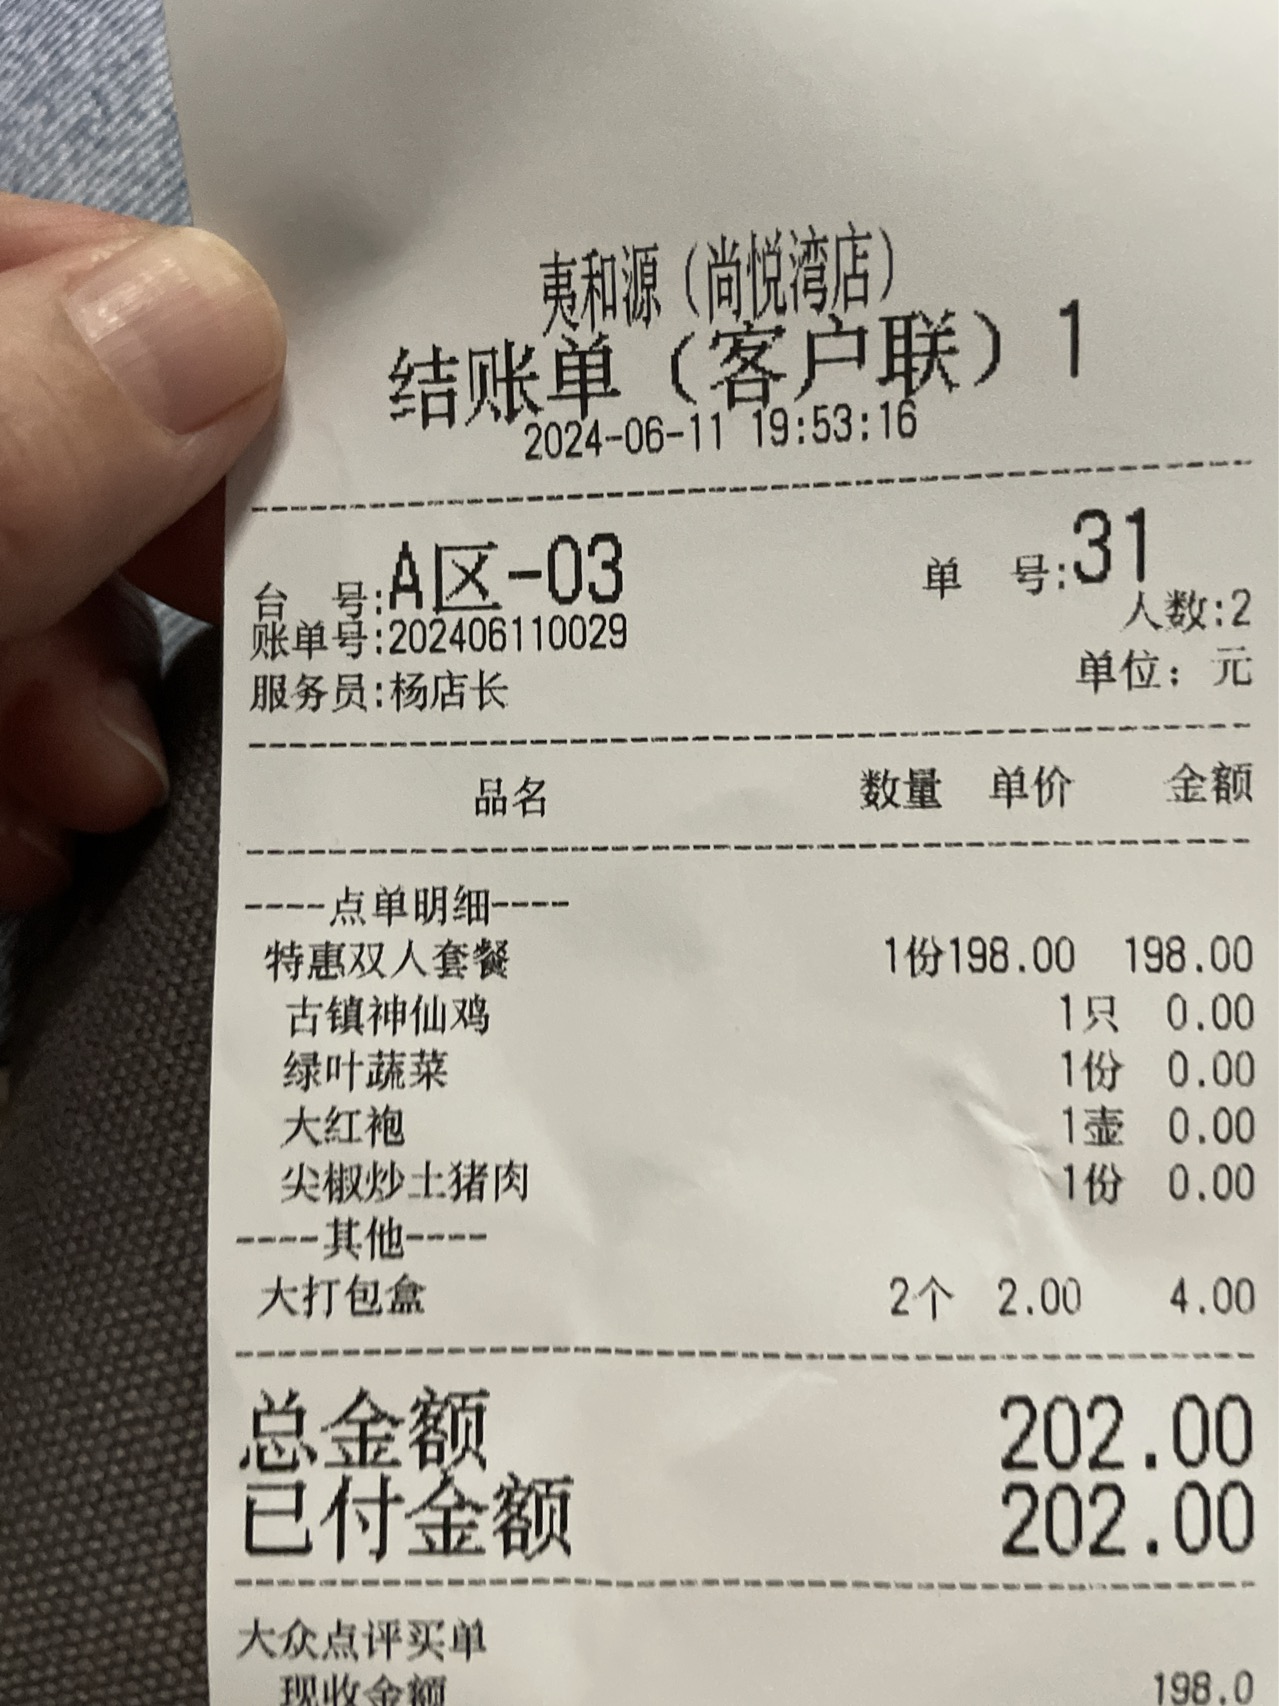 夷和源（尚悦湾店）
结账单（客户联）1
2024-06-11 19:53:16
台 号:A区-03 单 号:31
人数:2
账单号:202406110029
服务员:杨店长 单位：元
品名 数量 单价 金额
----点单明细----
特惠双人套餐 1份198.00 198.00
古镇神仙鸡 1只 0.00
绿叶蔬菜 1份 0.00
大红袍 1壶 0.00
尖椒炒土猪肉 1份 0.00
----其他----
大打包盒 2个 2.00 4.00
总金额 202.00
已付金额 202.00
大众点评买单
现收金额 198.0